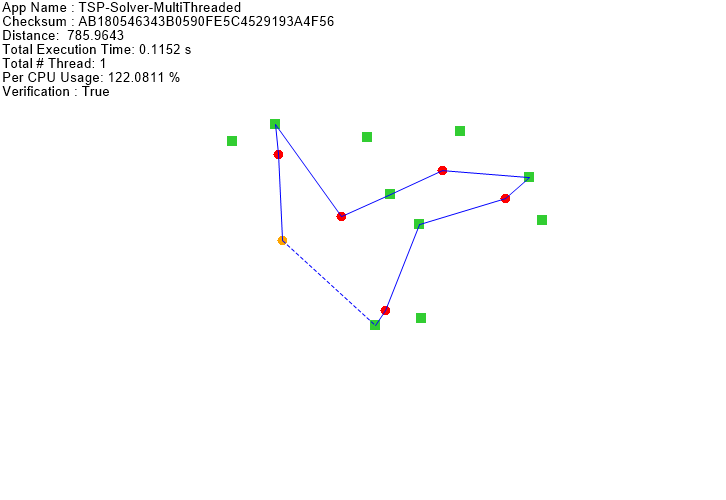 App Name : TSP-Solver-MultiThreaded
Checksum : AB180546343B0590FE5C4529193A4F56
Distance:  785.9643
Total Execution Time: 0.1152 s
Total # Thread: 1
Per CPU Usage: 122.0811 %
Verification : True